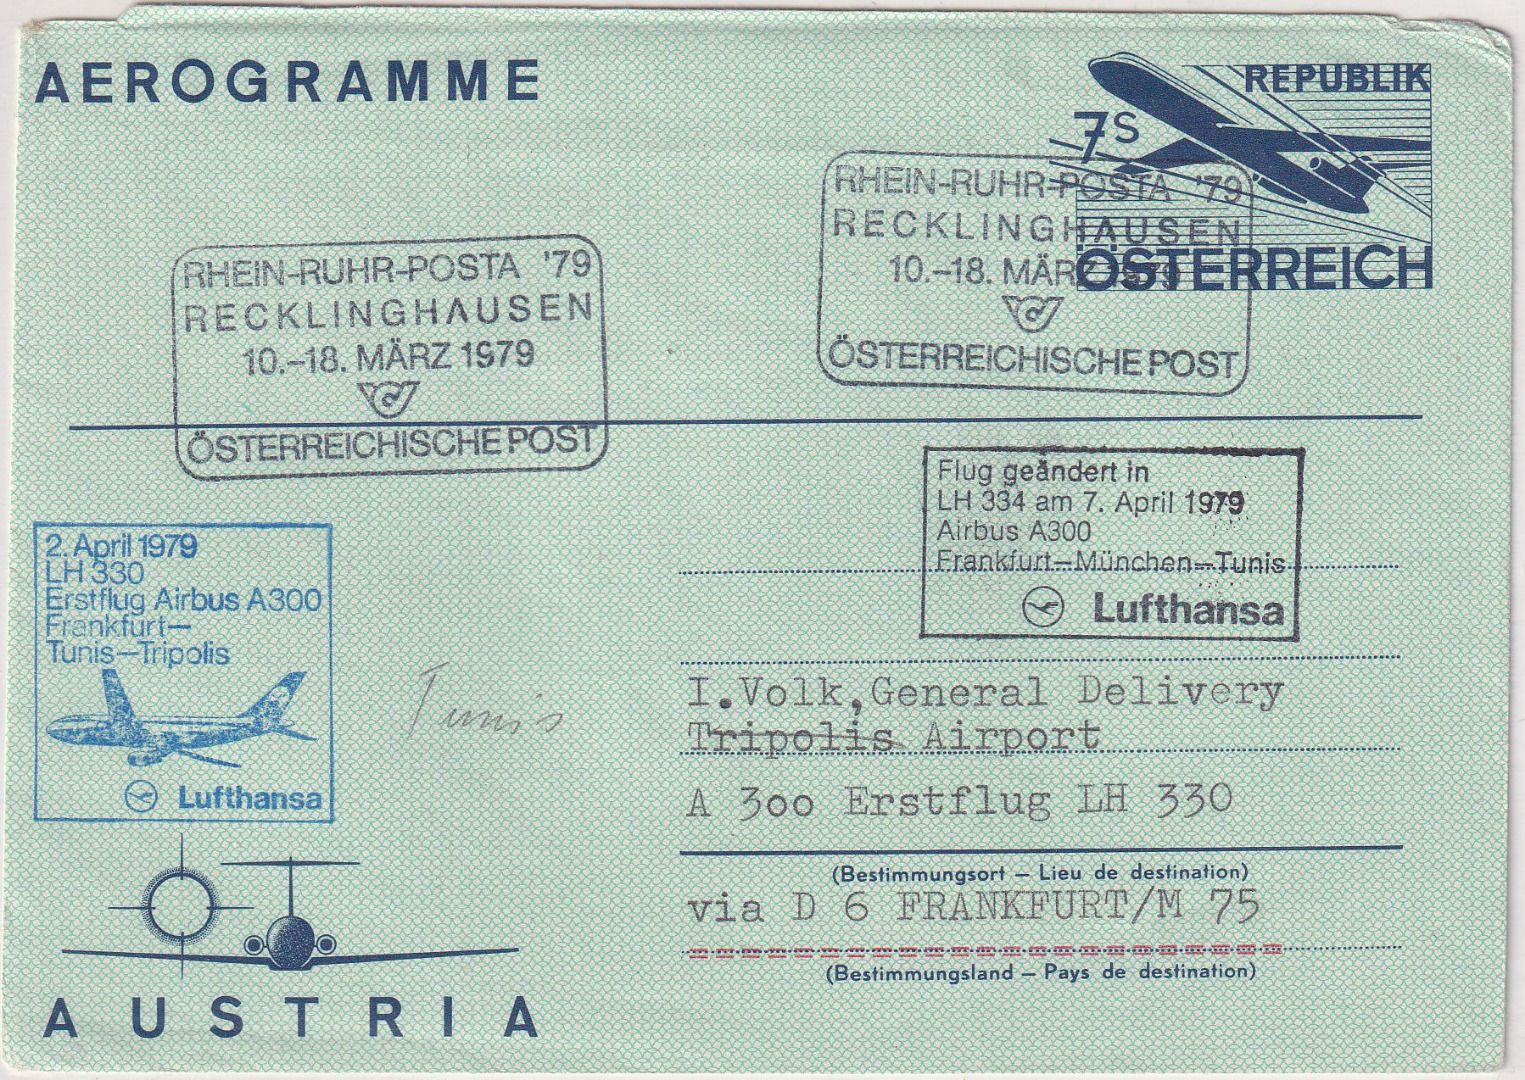 AEROGRAMME
REPUBLIK
7S
ÖSTERREICH
RHEIN-RUHR-POSTA '79
RECKLINGHAUSEN
10.-18. MÄRZ 1979
ÖSTERREICHISCHE POST
RHEIN-RUHR-POSTA '79
RECKLINGHAUSEN
10.-18. MÄRZ 1979
ÖSTERREICHISCHE POST
Flug geändert in
LH 334 am 7. April 1979
Airbus A300
Frankfurt-München-Tunis
Lufthansa
2. April 1979
LH 330
Erstflug Airbus A300
Frankfurt-
Tunis-Tripolis
Lufthansa
Tunis
I.Volk,General Delivery
Tripolis Airport
A 3oo Erstflug LH 330
(Bestimmungsort – Lieu de destination)
via D 6 FRANKFURT/M 75
(Bestimmungsland – Pays de destination)
AUSTRIA